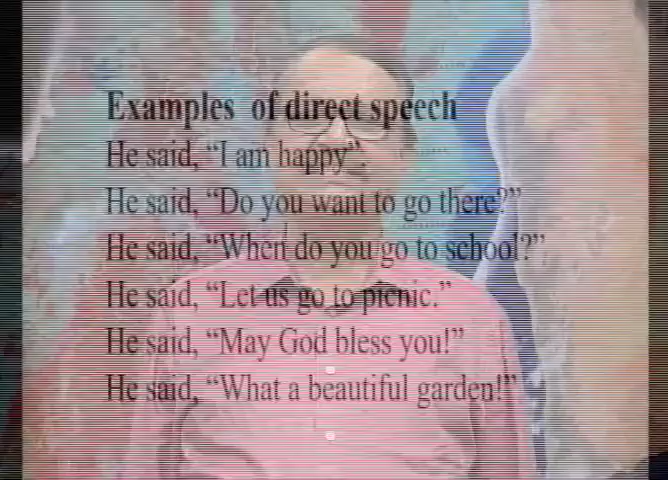 Examples of direct speech
He said, “I am happy”.
He said, “Do you want to go there?”
He said, “When do you go to school?”
He said, “Let us go to picnic.”
He said, “May God bless you!”
He said, “What a beautiful garden!”